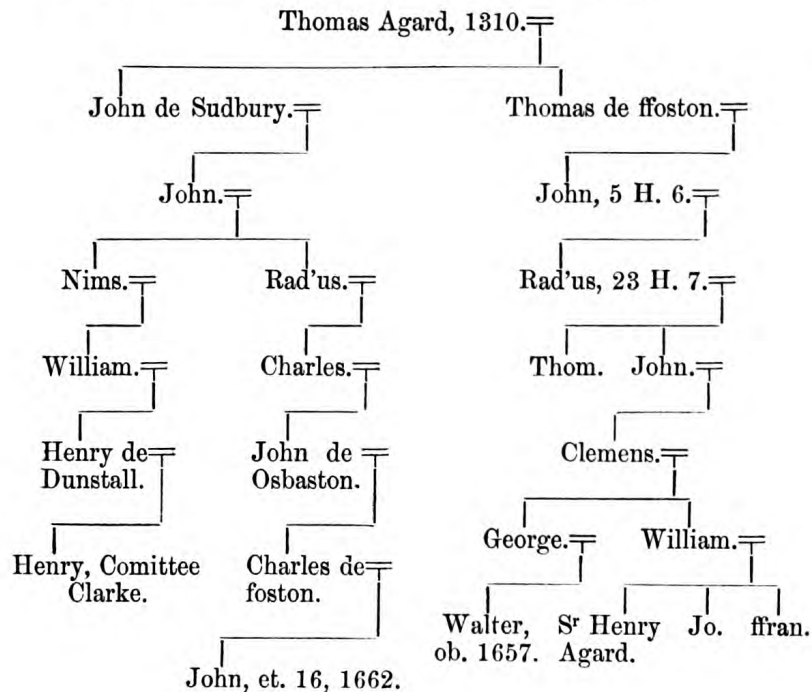 Thomas Agard, 1310.
John de Sudbury. Thomas de ffoston.
John. John, 5 H. 6.
Nims. Rad'us. Rad'us, 23 H. 7.
William. Charles. Thom. John.
Henry de John de Clemens.
Dunstall. Osbaston.
George. William.
Henry, Comittee Charles de
Clarke. foston.
Walter, Sr Henry Jo. ffran.
ob. 1657. Agard.
John, et. 16, 1662.